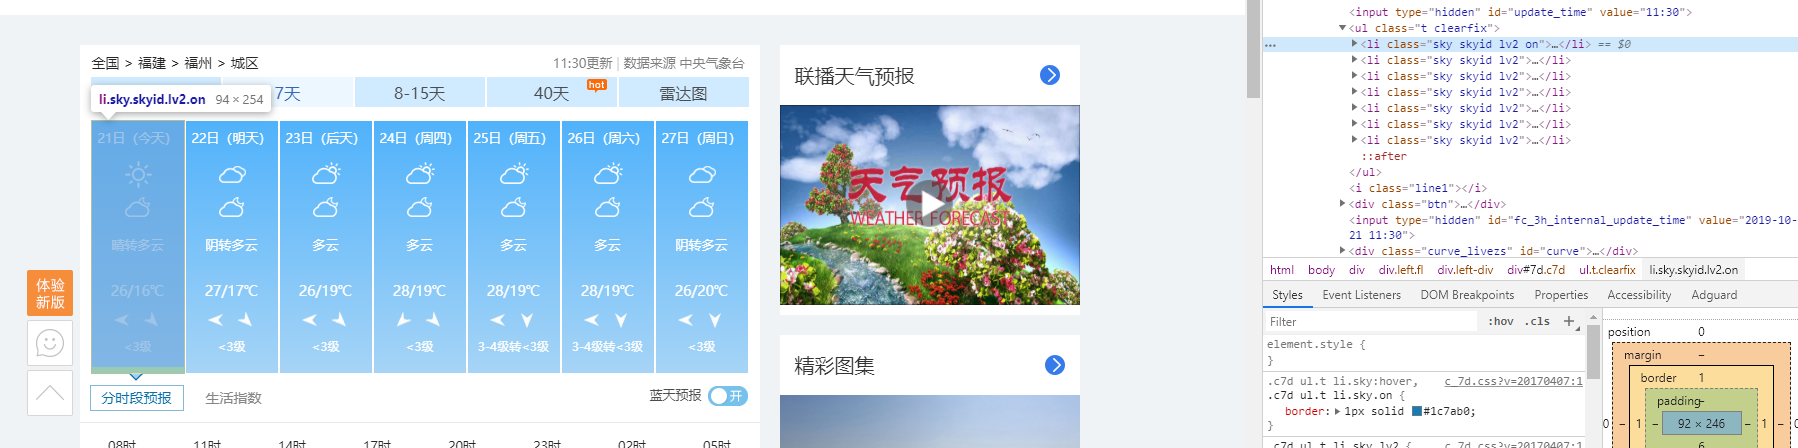 全国 > 福建 > 福州 > 城区
11:30更新 | 数据来源 中央气象台
7天
8-15天
40天
hot
雷达图
li.sky.skyid.lv2.on 94 × 254
21日（今天）
晴转多云
26/16℃
<3级
22日（明天）
阴转多云
27/17℃
<3级
23日（后天）
多云
26/19℃
<3级
24日（周四）
多云
28/19℃
<3级
25日（周五）
多云
28/19℃
3-4级转<3级
26日（周六）
多云
28/19℃
3-4级转<3级
27日（周日）
阴转多云
26/20℃
<3级
体验
新版
分时段预报
生活指数
蓝天预报
开
08时 11时 14时 17时 20时 23时 02时 05时
联播天气预报
天气预报
WEATHER FORECAST
精彩图集
<input type="hidden" id="update_time" value="11:30">
▼<ul class="t clearfix">
… ▶<li class="sky skyid lv2 on">…</li> == $0
▶<li class="sky skyid lv2">…</li>
▶<li class="sky skyid lv2">…</li>
▶<li class="sky skyid lv2">…</li>
▶<li class="sky skyid lv2">…</li>
▶<li class="sky skyid lv2">…</li>
▶<li class="sky skyid lv2">…</li>
::after
</ul>
<i class="line1"></i>
▶<div class="btn">…</div>
<input type="hidden" id="fc_3h_internal_update_time" value="2019-10-
21 11:30">
▶<div class="curve_livezs" id="curve">…</div>
html body div div.left.fl div.left-div div#7d.c7d ul.t.clearfix li.sky.skyid.lv2.on
Styles Event Listeners DOM Breakpoints Properties Accessibility Adguard
Filter :hov .cls +
element.style {
}
.c7d ul.t li.sky:hover, c_7d.css?v=20170407:1
.c7d ul.t li.sky.on {
border: ▶1px solid #1c7ab0;
}
.c7d ul.t li.sky.lv2 { c_7d.css?v=20170407:1
position 0
margin –
border 1
padding –
0 – 1 – 92 × 246 – 1 – 0
6